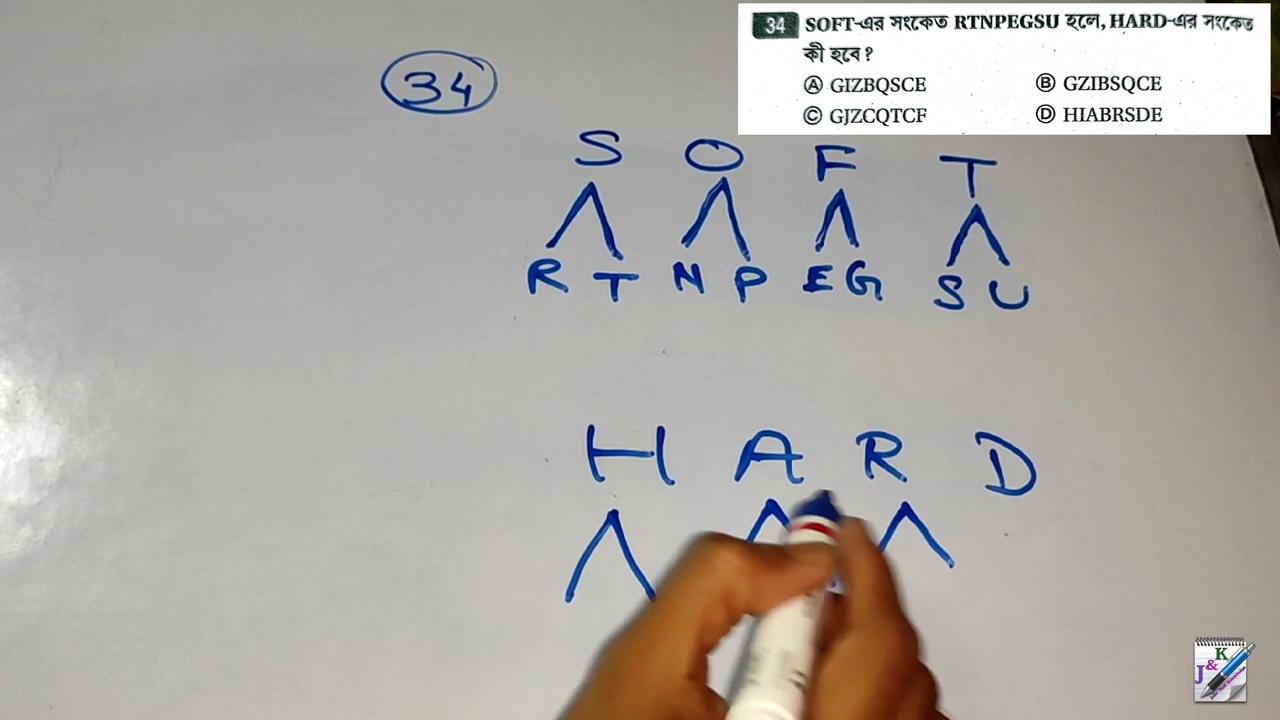 34 SOFT-এর সংকেত RTNPEGSU হলে, HARD-এর সংকেত
কী হবে ?
Ⓐ GIZBQSCE Ⓑ GZIBSQCE
Ⓒ GJZCQTCF Ⓓ HIABRSDE
34
S O F T
R T N P E G S U
H A R D
J & K